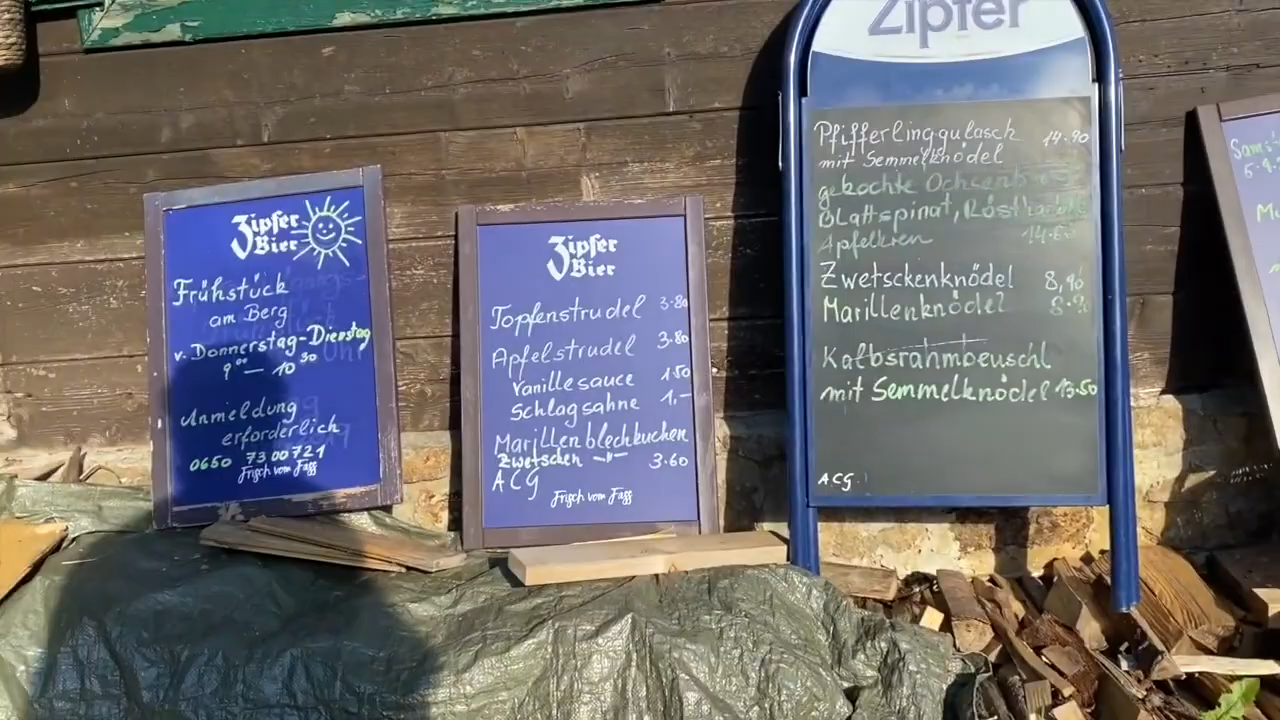 Zipfer
Bier
Frühstück
am Berg
v. Donnerstag-Dienstag
9⁰⁰ — 10³⁰
Anmeldung
erforderlich
0650 7300721
Frisch vom Fass
Zipfer
Bier
Topfenstrudel 3.80
Apfelstrudel 3.80
Vanillesauce 1.50
Schlagsahne 1,-
Marillenblechkuchen
Zwetschen -"- 3.60
ACG
Frisch vom Fass
Zipfer
Pfifferlinggulasch 14.90
mit Semmelknödel
gekochte
Blattspinat,
Apfelkren
Zwetschkenknödel 8,90
Marillenknödel
Kalbsrahmbeuschl
mit Semmelknödel 13.50
ACG